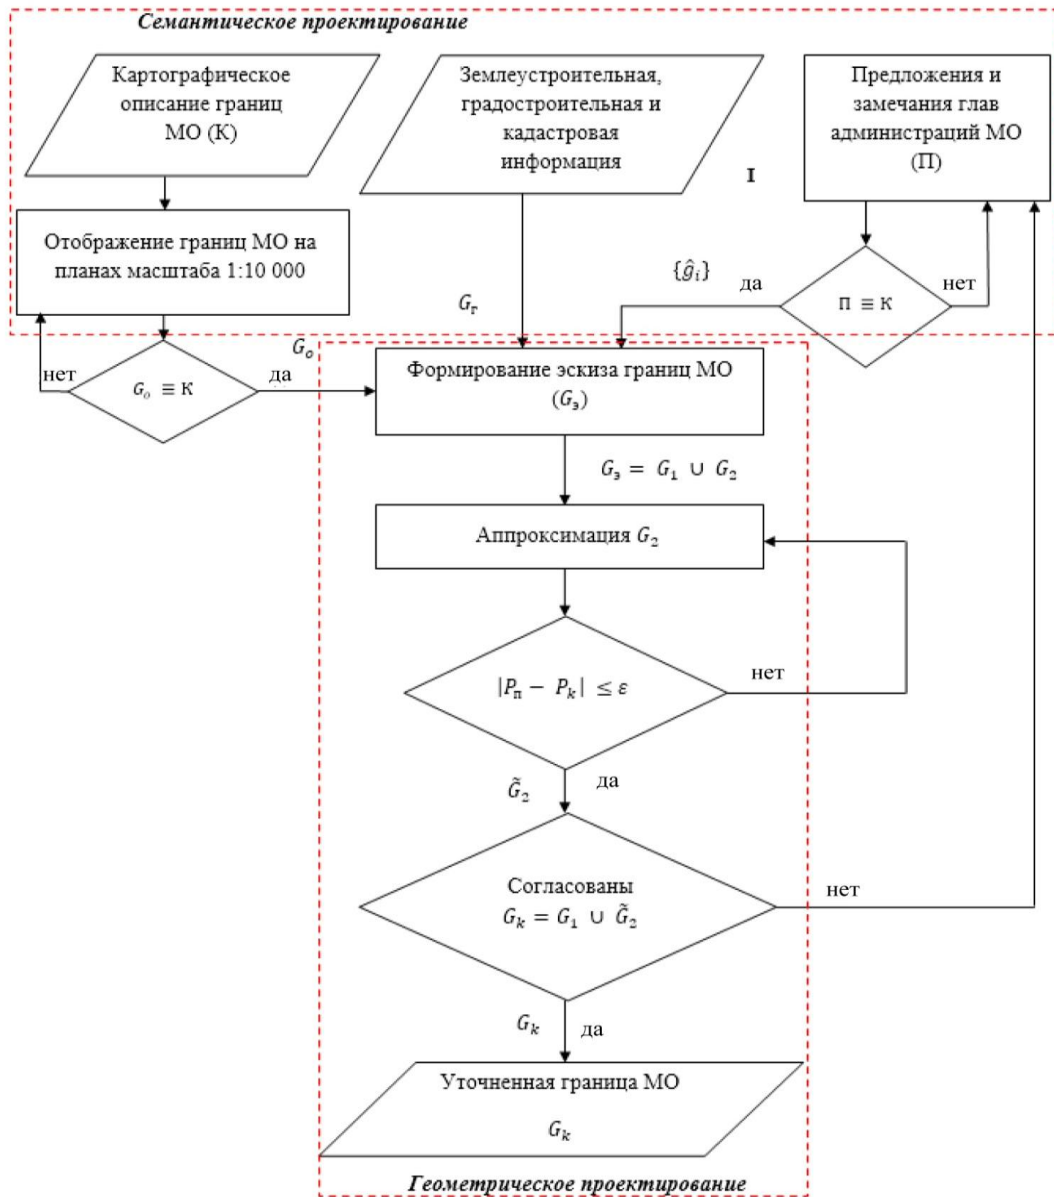 Семантическое проектирование
Картографическое
описание границ
МО (К)
Землеустроительная,
градостроительная и
кадастровая
информация
Предложения и
замечания глав
администраций МО
(П)
I
Отображение границ МО на
планах масштаба 1:10 000
{ĝᵢ}
да
П ≡ К
нет
Gг
Gₒ
нет
Gₒ ≡ К
да
Формирование эскиза границ МО
(Gэ)
Gэ = G₁ ∪ G₂
Аппроксимация G₂
|Pп − Pₖ| ≤ ε
нет
G̃₂
да
Согласованы
Gₖ = G₁ ∪ G̃₂
нет
Gₖ
да
Уточненная граница МО
Gₖ
Геометрическое проектирование